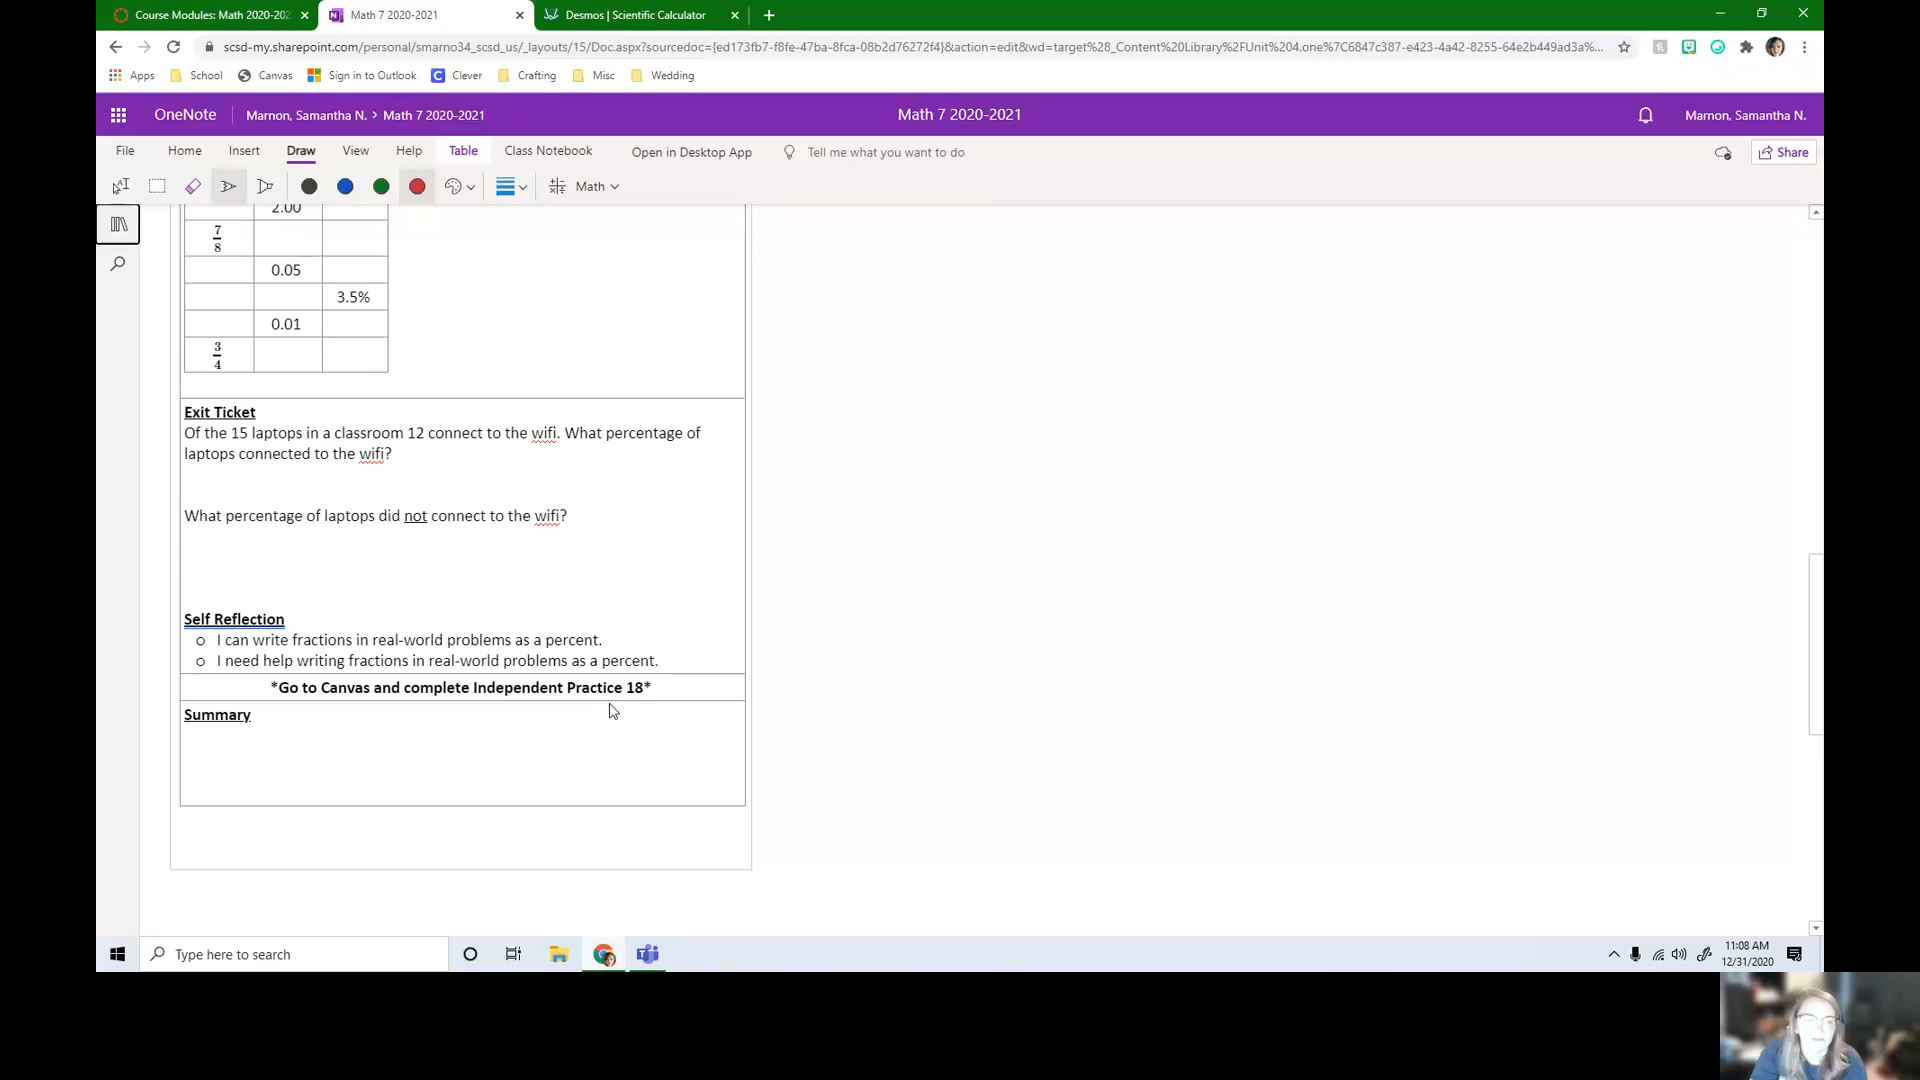 Course Modules: Math 2020-202
Math 7 2020-2021
Desmos | Scientific Calculator
scsd-my.sharepoint.com/personal/smarno34_scsd_us/_layouts/15/Doc.aspx?sourcedoc={ed173fb7-f8fe-47ba-8fca-08b2d76272f4}&action=edit&wd=target%28_Content%20Library%2FUnit%204.one%7C6847c387-e423-4a42-8255-64e2b449ad3a%...
Apps School Canvas Sign in to Outlook Clever Crafting Misc Wedding
OneNote Marnon, Samantha N. > Math 7 2020-2021 Math 7 2020-2021 Marnon, Samantha N.
File Home Insert Draw View Help Table Class Notebook Open in Desktop App Tell me what you want to do Share
Math
2.00
7
8
0.05
3.5%
0.01
3
4
Exit Ticket
Of the 15 laptops in a classroom 12 connect to the wifi. What percentage of
laptops connected to the wifi?
What percentage of laptops did not connect to the wifi?
Self Reflection
o I can write fractions in real-world problems as a percent.
o I need help writing fractions in real-world problems as a percent.
*Go to Canvas and complete Independent Practice 18*
Summary
Type here to search
11:08 AM
12/31/2020